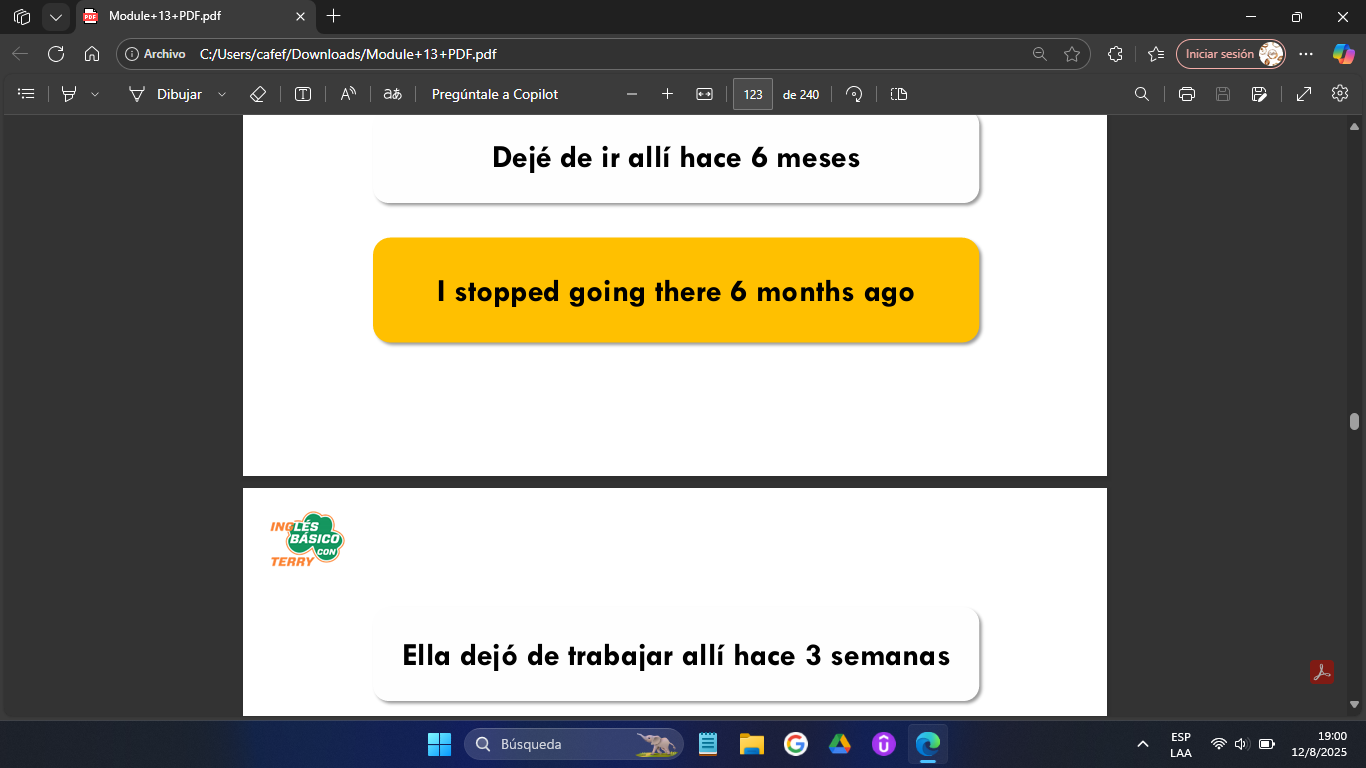 Module+13+PDF.pdf
Archivo C:/Users/cafef/Downloads/Module+13+PDF.pdf
Iniciar sesión
Dibujar
aあ
Pregúntale a Copilot
123 de 240
Dejé de ir allí hace 6 meses
I stopped going there 6 months ago
INGLÉS
BÁSICO
CON
TERRY
Ella dejó de trabajar allí hace 3 semanas
Búsqueda
ESP
LAA
19:00
12/8/2025